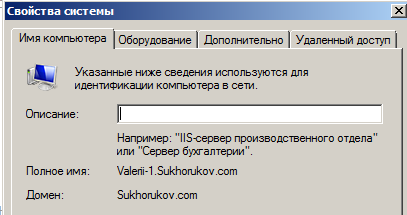 Свойства системы
Имя компьютера Оборудование Дополнительно Удаленный доступ
Указанные ниже сведения используются для
идентификации компьютера в сети.
Описание:
Например: "IIS-сервер производственного отдела"
или "Сервер бухгалтерии".
Полное имя: Valerii-1.Sukhorukov.com
Домен: Sukhorukov.com